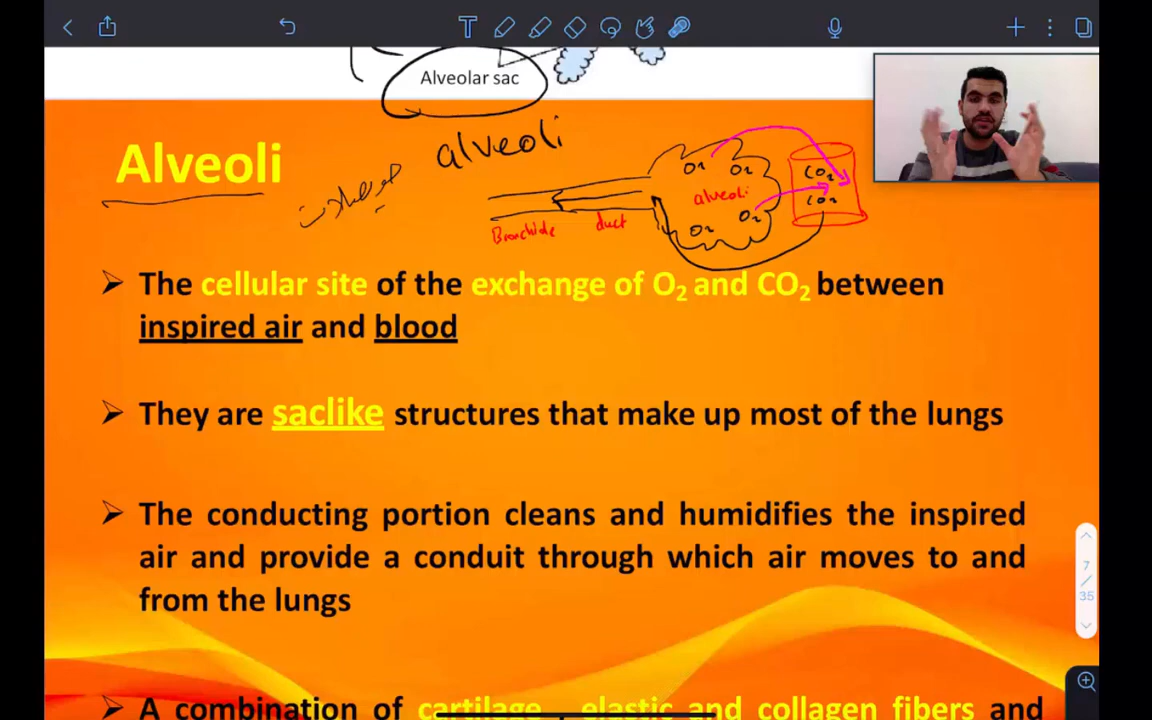 Alveolar sac
Alveoli
alveoli
حويصلات
O2 O2
alveoli
O2
O2
CO2
CO2
Bronchiole duct
➢ The cellular site of the exchange of O₂ and CO₂ between
inspired air and blood
➢ They are saclike structures that make up most of the lungs
➢ The conducting portion cleans and humidifies the inspired
air and provide a conduit through which air moves to and
from the lungs
➢ A combination of cartilage , elastic and collagen fibers and
7
/
35